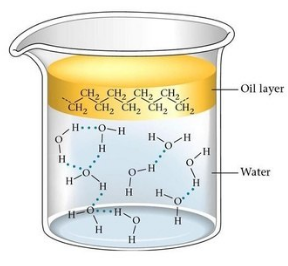 CH₂ CH₂ CH₂ CH₂
CH₂ CH₂ CH₂ CH₂ CH₂
Oil layer
H O H
O H O H
H H
H O
O O H Water
H H H H
H O
H O H O H
H H